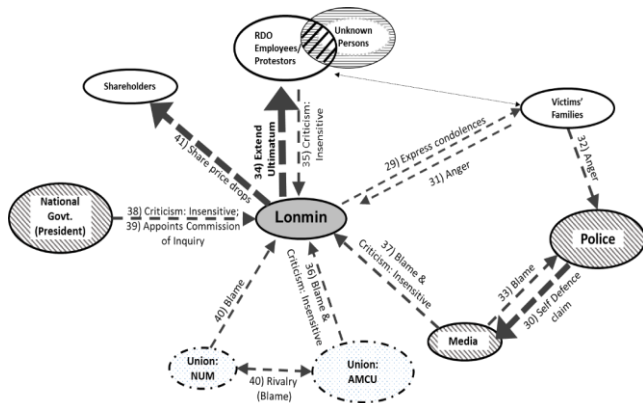 RDO
Employees/
Protestors
Unknown
Persons
Shareholders
Victims'
Families
41) Share price drops
34) Extend
Ultimatum
35) Criticism:
Insensitive
29) Express condolences
31) Anger
32) Anger
National
Govt.
(President)
38) Criticism: Insensitive;
39) Appoints Commission
of Inquiry
Lonmin
Police
40) Blame
36) Blame &
Criticism: Insensitive
37) Blame &
Criticism: Insensitive
33) Blame
30) Self Defence
claim
Media
Union:
NUM
40) Rivalry
(Blame)
Union:
AMCU